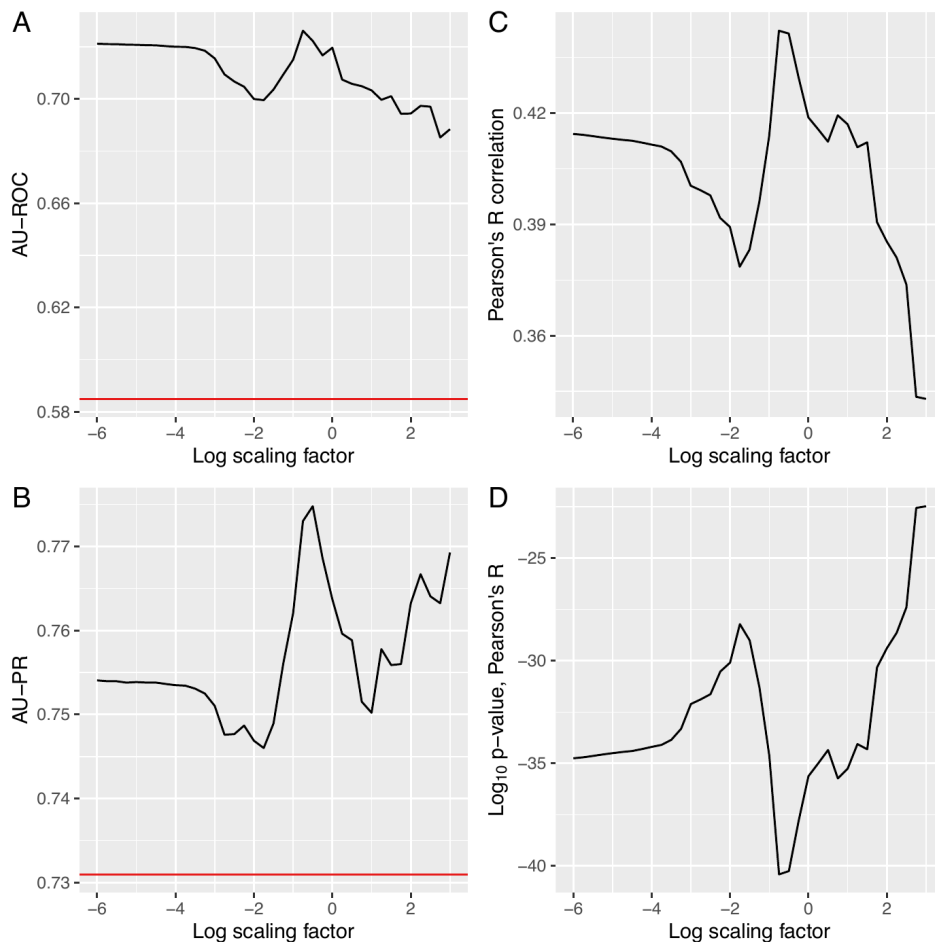 A
AU−ROC
0.70
0.66
0.62
0.58
−6 −4 −2 0 2
Log scaling factor
C
Pearson's R correlation
0.42
0.39
0.36
−6 −4 −2 0 2
Log scaling factor
B
AU−PR
0.77
0.76
0.75
0.74
0.73
−6 −4 −2 0 2
Log scaling factor
D
Log₁₀ p−value, Pearson's R
−25
−30
−35
−40
−6 −4 −2 0 2
Log scaling factor